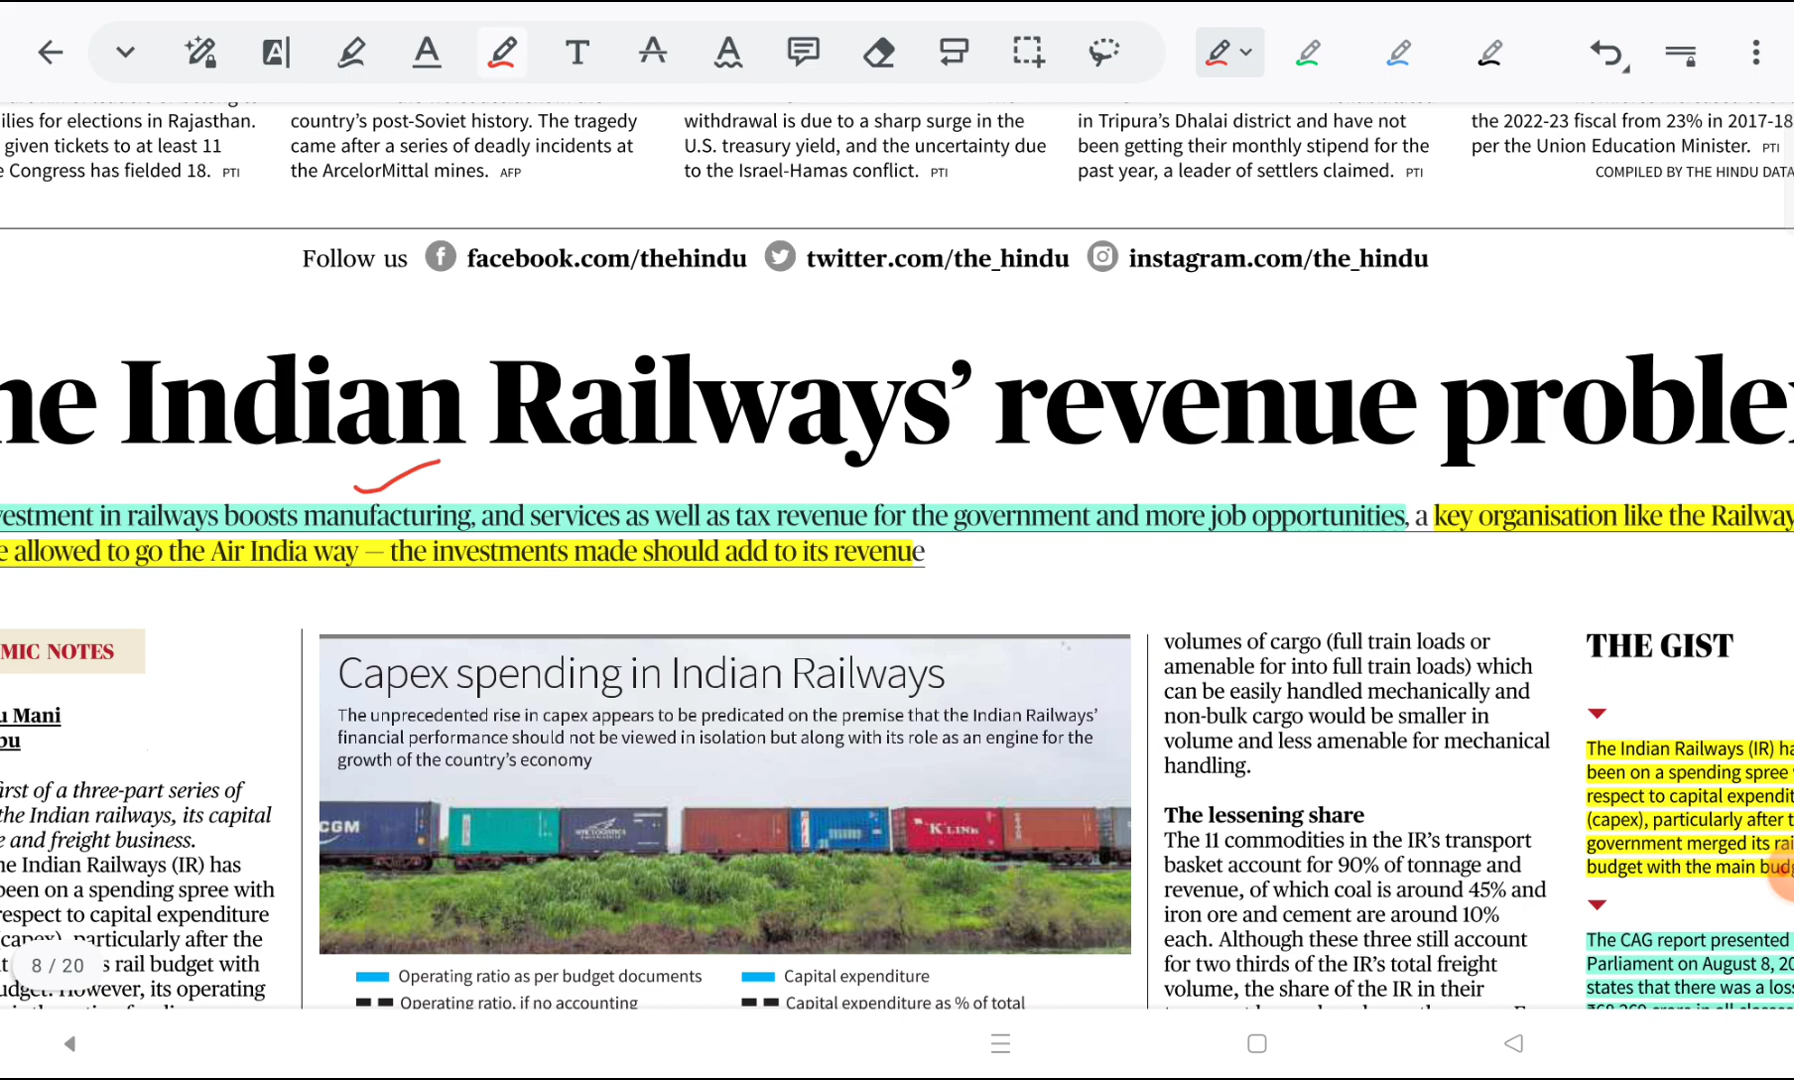 ilies for elections in Rajasthan.
given tickets to at least 11
Congress has fielded 18. PTI
country's post-Soviet history. The tragedy
came after a series of deadly incidents at
the ArcelorMittal mines. AFP
withdrawal is due to a sharp surge in the
U.S. treasury yield, and the uncertainty due
to the Israel-Hamas conflict. PTI
in Tripura's Dhalai district and have not
been getting their monthly stipend for the
past year, a leader of settlers claimed. PTI
the 2022-23 fiscal from 23% in 2017-18
per the Union Education Minister. PTI
COMPILED BY THE HINDU DATA
Follow us facebook.com/thehindu twitter.com/the_hindu instagram.com/the_hindu
he Indian Railways' revenue proble
vestment in railways boosts manufacturing, and services as well as tax revenue for the government and more job opportunities, a key organisation like the Railway
e allowed to go the Air India way — the investments made should add to its revenue
MIC NOTES
u Mani
bu
irst of a three-part series of
the Indian railways, its capital
e and freight business.
he Indian Railways (IR) has
been on a spending spree with
respect to capital expenditure
(capex), particularly after the
t s rail budget with
udget. However, its operating
8 / 20
Capex spending in Indian Railways
The unprecedented rise in capex appears to be predicated on the premise that the Indian Railways'
financial performance should not be viewed in isolation but along with its role as an engine for the
growth of the country's economy
CGM
K LINE
Operating ratio as per budget documents
Operating ratio, if no accounting
Capital expenditure
Capital expenditure as % of total
volumes of cargo (full train loads or
amenable for into full train loads) which
can be easily handled mechanically and
non-bulk cargo would be smaller in
volume and less amenable for mechanical
handling.
The lessening share
The 11 commodities in the IR's transport
basket account for 90% of tonnage and
revenue, of which coal is around 45% and
iron ore and cement are around 10%
each. Although these three still account
for two thirds of the IR's total freight
volume, the share of the IR in their
THE GIST
The Indian Railways (IR) ha
been on a spending spree
respect to capital expendit
(capex), particularly after t
government merged its rai
budget with the main budg
The CAG report presented
Parliament on August 8, 20
states that there was a loss